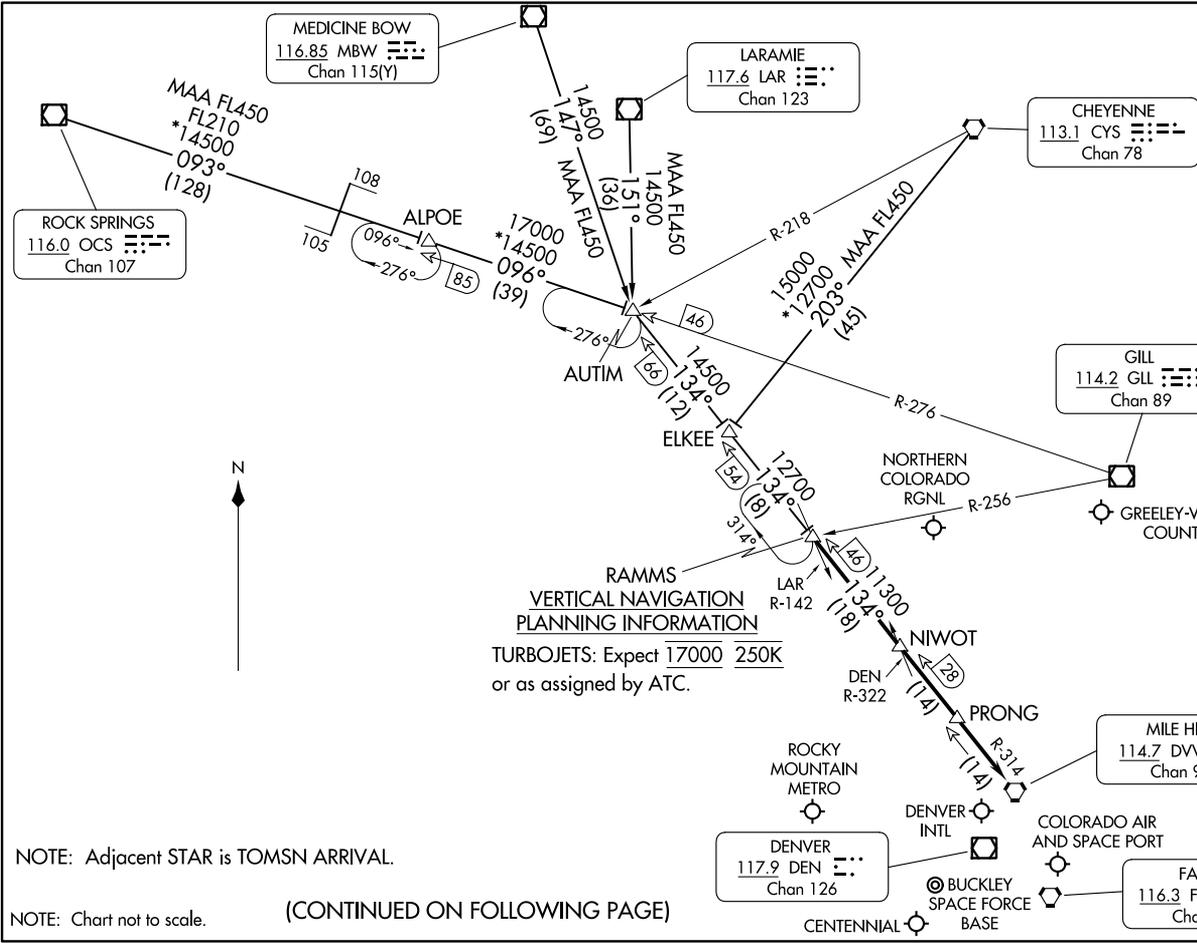 MEDICINE BOW
116.85 MBW
Chan 115(Y)
LARAMIE
117.6 LAR
Chan 123
CHEYENNE
113.1 CYS
Chan 78
MAA FL450
FL210
*14500
093°
(128)
14500
147°
(69)
MAA FL450
MAA FL450
14500
151°
(36)
ROCK SPRINGS
116.0 OCS
Chan 107
108
105
ALPOE
096°
276°
85
17000
*14500
096°
(39)
R-218
MAA FL450
15000
*12700
203°
(45)
276°
AUTIM
46
66
14500
134°
(12)
GILL
114.2 GLL
Chan 89
R-276
ELKEE
54
12700
134°
(8)
N
NORTHERN
COLORADO
RGNL
R-256
GREELEY-
COUNT
314°
46
11300
134°
(18)
LAR
R-142
RAMMS
VERTICAL NAVIGATION
PLANNING INFORMATION
TURBOJETS: Expect 17000 250K
or as assigned by ATC.
NIWOT
28
DEN
R-322
(14)
PRONG
R-314
(14)
MILE
114.7
Chan
ROCKY
MOUNTAIN
METRO
DENVER
INTL
COLORADO AIR
AND SPACE PORT
DENVER
117.9 DEN
Chan 126
BUCKLEY
SPACE FORCE
BASE
CENTENNIAL
FA
116.3
NOTE: Adjacent STAR is TOMSN ARRIVAL.
NOTE: Chart not to scale.
(CONTINUED ON FOLLOWING PAGE)